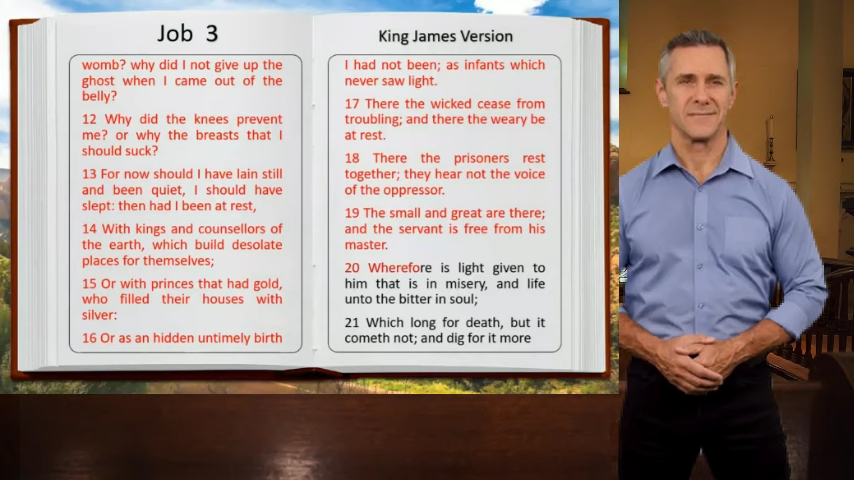 Job 3
womb? why did I not give up the
ghost when I came out of the
belly?
12 Why did the knees prevent
me? or why the breasts that I
should suck?
13 For now should I have lain still
and been quiet, I should have
slept: then had I been at rest,
14 With kings and counsellors of
the earth, which build desolate
places for themselves;
15 Or with princes that had gold,
who filled their houses with
silver:
16 Or as an hidden untimely birth
King James Version
I had not been; as infants which
never saw light.
17 There the wicked cease from
troubling; and there the weary be
at rest.
18 There the prisoners rest
together; they hear not the voice
of the oppressor.
19 The small and great are there;
and the servant is free from his
master.
20 Wherefore is light given to
him that is in misery, and life
unto the bitter in soul;
21 Which long for death, but it
cometh not; and dig for it more